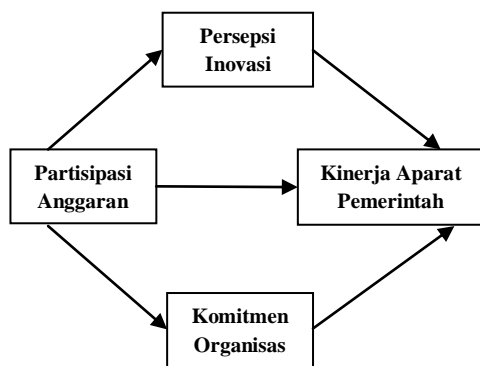 Persepsi
Inovasi
Partisipasi
Anggaran
Kinerja Aparat
Pemerintah
Komitmen
Organisas